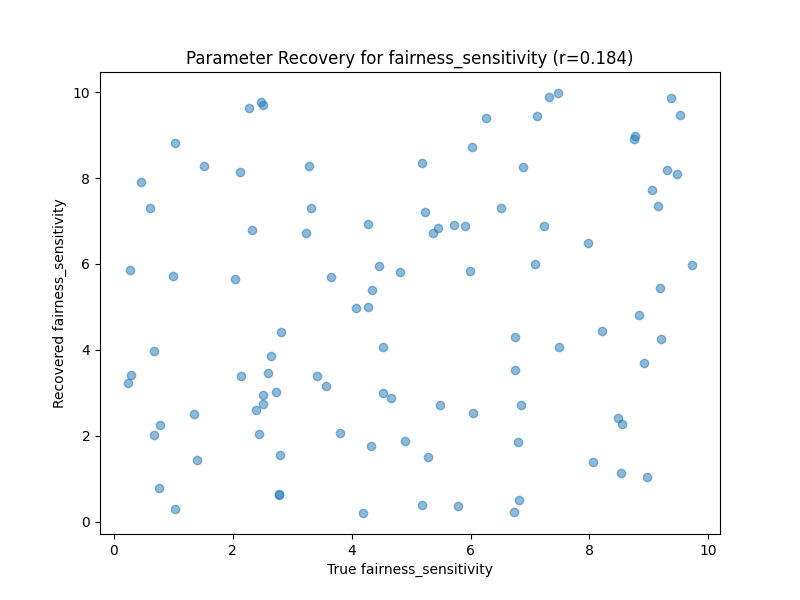 Parameter Recovery for fairness_sensitivity (r=0.184)
10
8
6
4
2
0
Recovered fairness_sensitivity
0 2 4 6 8 10
True fairness_sensitivity